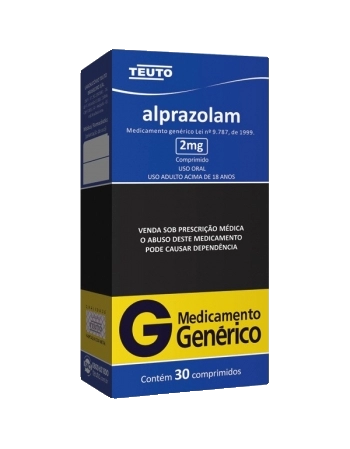 TEUTO
alprazolam
Medicamento genérico Lei nº 9.787, de 1999.
2mg
Comprimido
USO ORAL
USO ADULTO ACIMA DE 18 ANOS
VENDA SOB PRESCRIÇÃO MÉDICA
O ABUSO DESTE MEDICAMENTO
PODE CAUSAR DEPENDÊNCIA
G Medicamento
Genérico
Contém 30 comprimidos